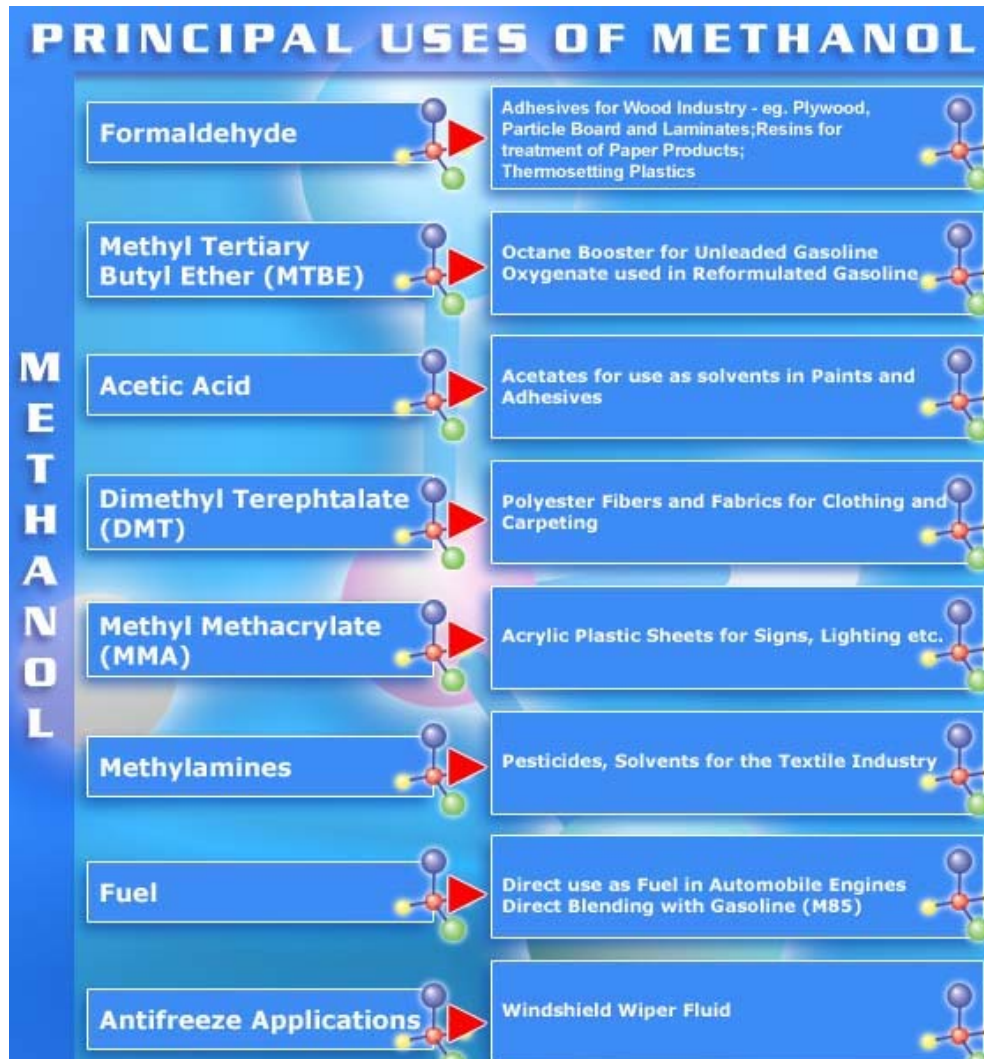 PRINCIPAL USES OF METHANOL
METHANOL
Formaldehyde
Adhesives for Wood Industry - eg. Plywood,
Particle Board and Laminates;Resins for
treatment of Paper Products;
Thermosetting Plastics
Methyl Tertiary
Butyl Ether (MTBE)
Octane Booster for Unleaded Gasoline
Oxygenate used in Reformulated Gasoline
Acetic Acid
Acetates for use as solvents in Paints and
Adhesives
Dimethyl Terephtalate
(DMT)
Polyester Fibers and Fabrics for Clothing and
Carpeting
Methyl Methacrylate
(MMA)
Acrylic Plastic Sheets for Signs, Lighting etc.
Methylamines
Pesticides, Solvents for the Textile Industry
Fuel
Direct use as Fuel in Automobile Engines
Direct Blending with Gasoline (M85)
Antifreeze Applications
Windshield Wiper Fluid